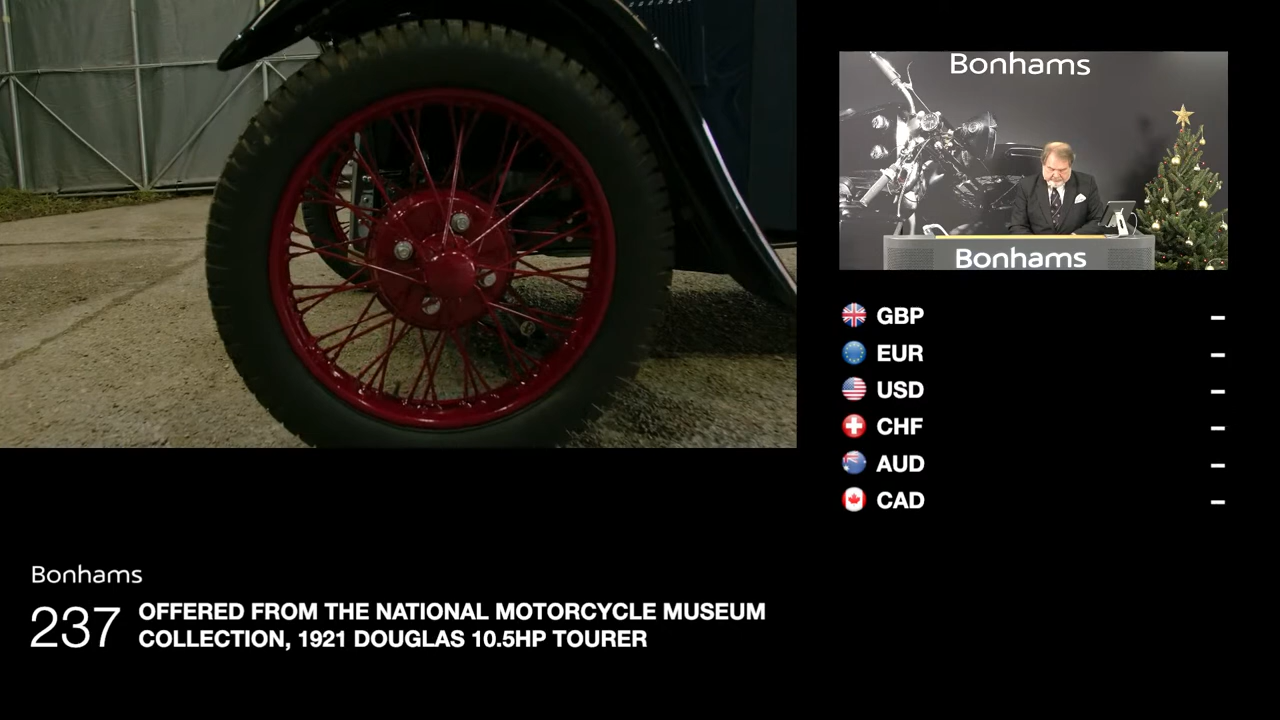 Bonhams
Bonhams
GBP –
EUR –
USD –
CHF –
AUD –
CAD –
Bonhams
237
OFFERED FROM THE NATIONAL MOTORCYCLE MUSEUM
COLLECTION, 1921 DOUGLAS 10.5HP TOURER